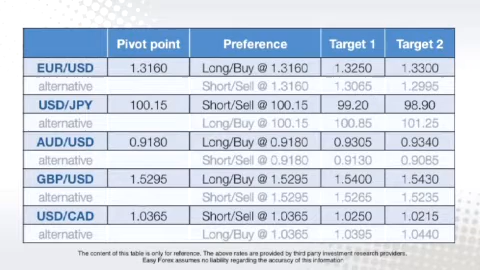 Pivot point Preference Target 1 Target 2
EUR/USD 1.3160 Long/Buy @ 1.3160 1.3250 1.3300
alternative Short/Sell @ 1.3160 1.3065 1.2995
USD/JPY 100.15 Short/Sell @ 100.15 99.20 98.90
alternative Long/Buy @ 100.15 100.85 101.25
AUD/USD 0.9180 Long/Buy @ 0.9180 0.9305 0.9340
alternative Short/Sell @ 0.9180 0.9130 0.9085
GBP/USD 1.5295 Long/Buy @ 1.5295 1.5400 1.5430
alternative Short/Sell @ 1.5295 1.5265 1.5235
USD/CAD 1.0365 Short/Sell @ 1.0365 1.0250 1.0215
alternative Long/Buy @ 1.0365 1.0395 1.0440
The content of this table is only for reference. The above rates are provided by third party investment research providers.
Easy Forex assumes no liability regarding the accuracy of this information